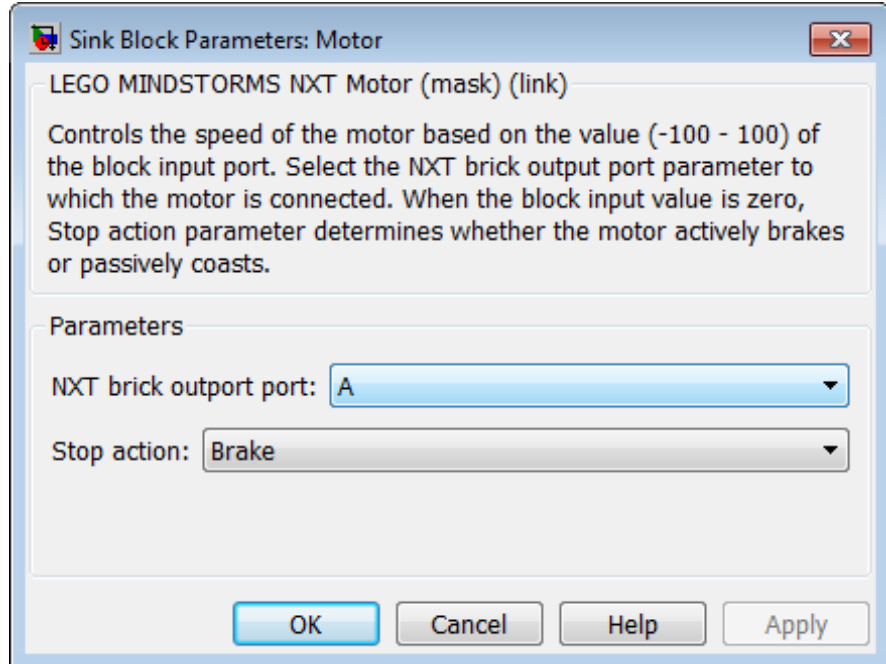 Sink Block Parameters: Motor
LEGO MINDSTORMS NXT Motor (mask) (link)
Controls the speed of the motor based on the value (-100 - 100) of
the block input port. Select the NXT brick output port parameter to
which the motor is connected. When the block input value is zero,
Stop action parameter determines whether the motor actively brakes
or passively coasts.
Parameters
NXT brick outport port: A
Stop action: Brake
OK Cancel Help Apply